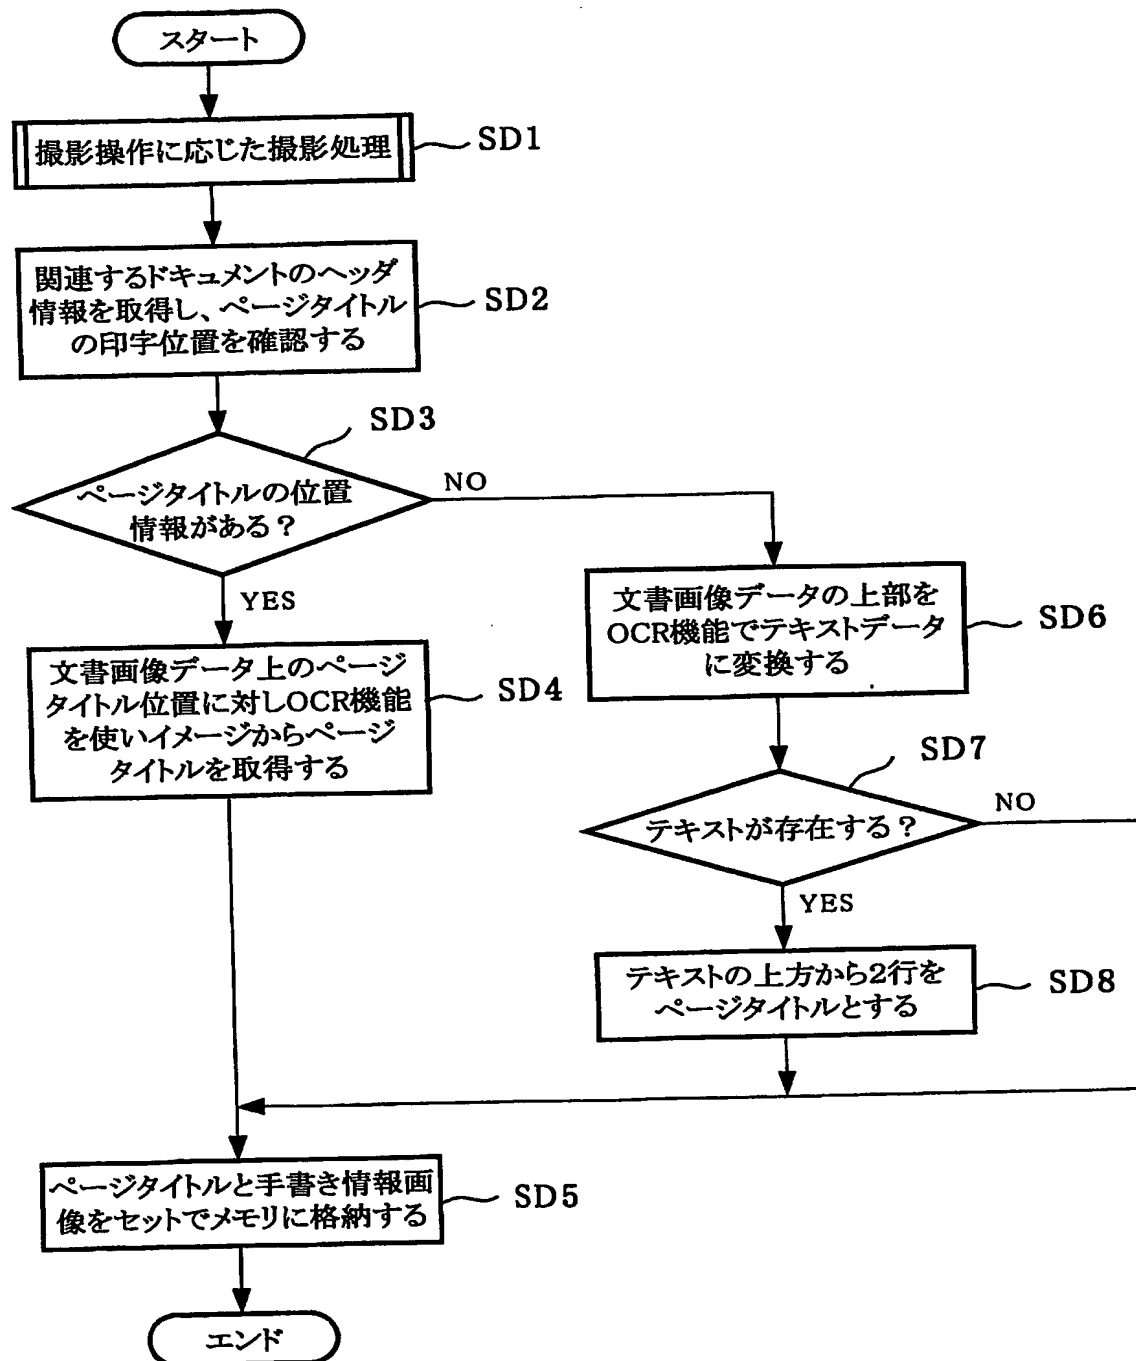 スタート
撮影操作に応じた撮影処理
SD1
関連するドキュメントのヘッダ
情報を取得し、ページタイトル
の印字位置を確認する
SD2
SD3
ページタイトルの位置
情報がある？
NO
YES
文書画像データ上のページ
タイトル位置に対しOCR機能
を使いイメージからページ
タイトルを取得する
SD4
文書画像データの上部を
OCR機能でテキストデータ
に変換する
SD6
SD7
テキストが存在する？
NO
YES
テキストの上方から2行を
ページタイトルとする
SD8
ページタイトルと手書き情報画
像をセットでメモリに格納する
SD5
エンド